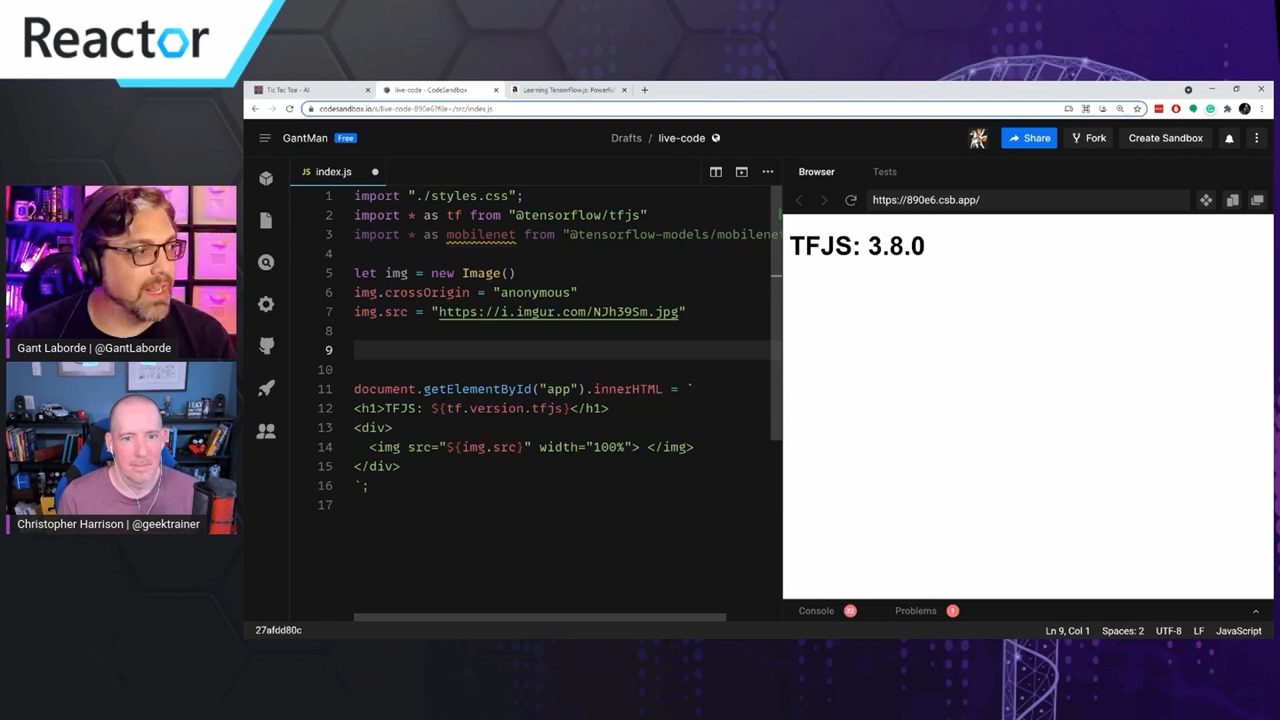 Reactor
Tic Tac Toe - AI
live-code - CodeSandbox
Learning TensorFlow.js: Powerful
codesandbox.io/s/live-code-890e6?file=/src/index.js
GantMan Free
Drafts / live-code
Share
Fork
Create Sandbox
JS index.js
Browser
Tests
https://890e6.csb.app/
1 import "./styles.css";
2 import * as tf from "@tensorflow/tfjs"
3 import * as mobilenet from "@tensorflow-models/mobilenet
4
5 let img = new Image()
6 img.crossOrigin = "anonymous"
7 img.src = "https://i.imgur.com/NJh39Sm.jpg"
8
9
10
11 document.getElementById("app").innerHTML = `
12 <h1>TFJS: ${tf.version.tfjs}</h1>
13 <div>
14 <img src="${img.src}" width="100%"> </img>
15 </div>
16 `;
17
TFJS: 3.8.0
Gant Laborde | @GantLaborde
Christopher Harrison | @geektrainer
Console
Problems 1
27afdd80c
Ln 9, Col 1 Spaces: 2 UTF-8 LF JavaScript